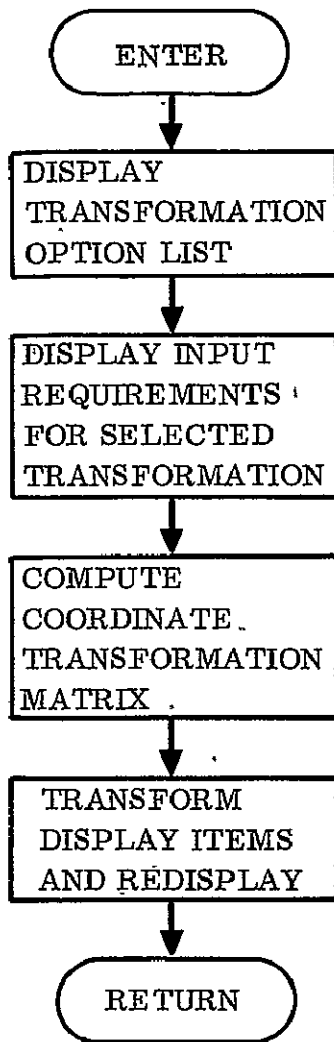 ENTER
DISPLAY
TRANSFORMATION
OPTION LIST
DISPLAY INPUT
REQUIREMENTS
FOR SELECTED
TRANSFORMATION
COMPUTE
COORDINATE
TRANSFORMATION
MATRIX
TRANSFORM
DISPLAY ITEMS
AND REDISPLAY
RETURN